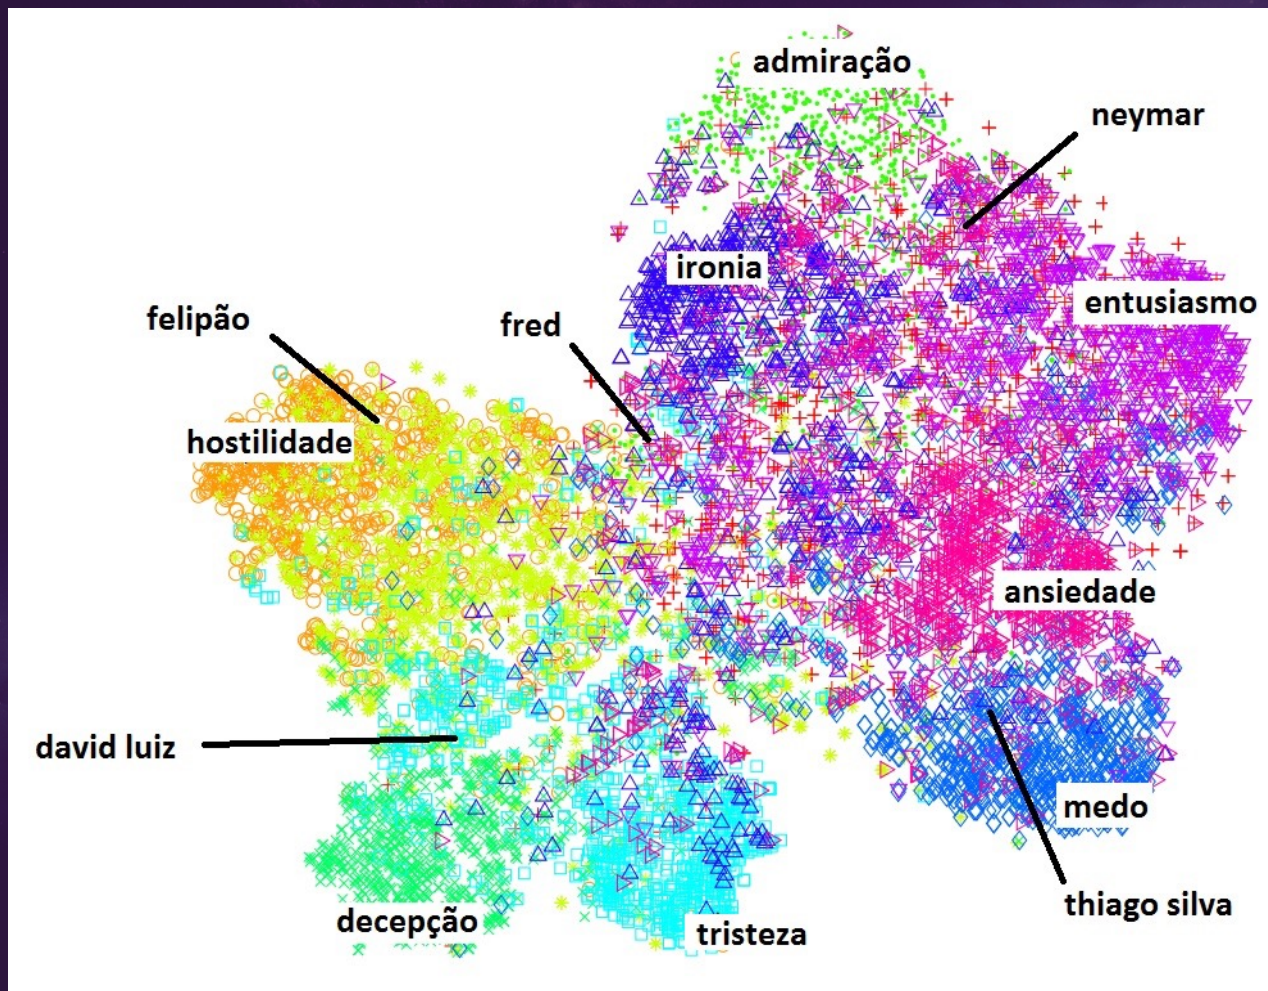 admiração
neymar
ironia
entusiasmo
felipão
fred
hostilidade
ansiedade
david luiz
medo
thiago silva
decepção
tristeza